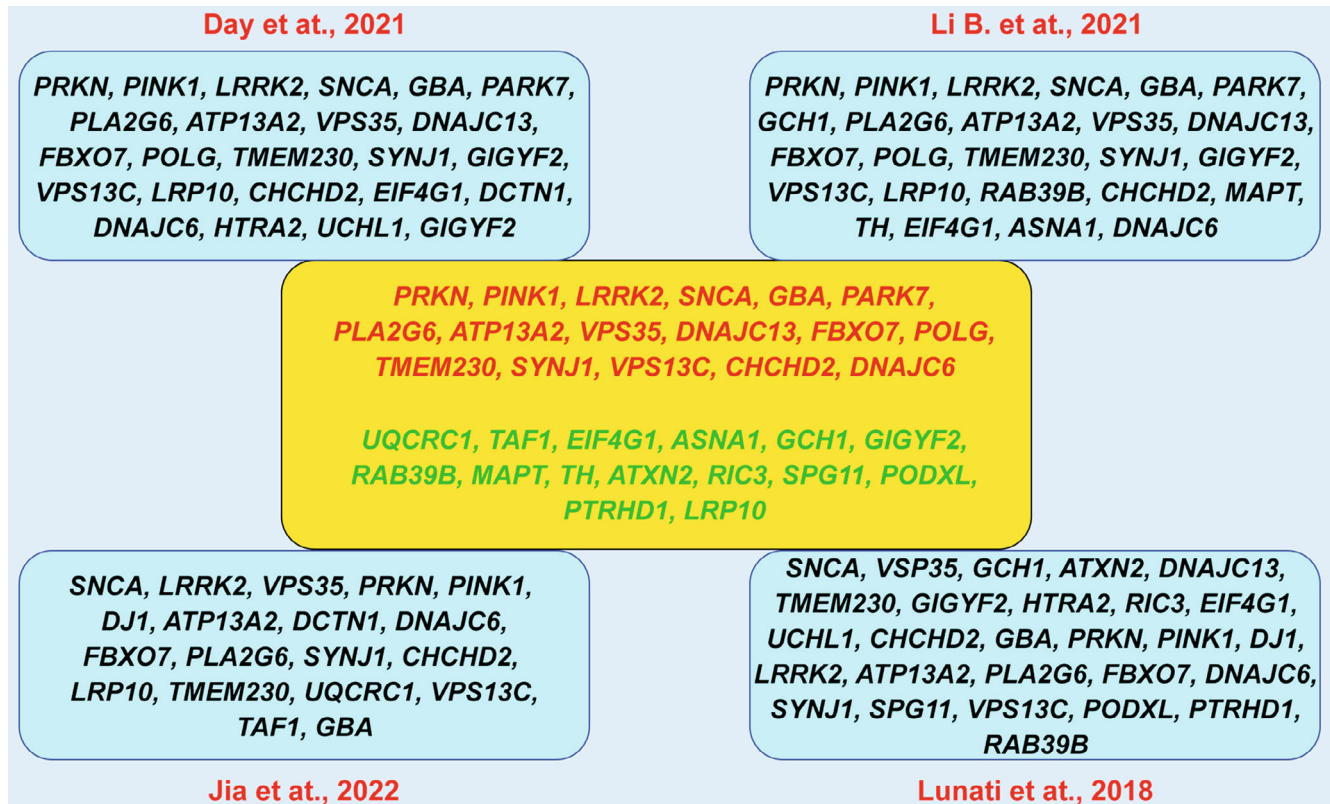 Day et at., 2021
PRKN, PINK1, LRRK2, SNCA, GBA, PARK7,
PLA2G6, ATP13A2, VPS35, DNAJC13,
FBXO7, POLG, TMEM230, SYNJ1, GIGYF2,
VPS13C, LRP10, CHCHD2, EIF4G1, DCTN1,
DNAJC6, HTRA2, UCHL1, GIGYF2
Li B. et at., 2021
PRKN, PINK1, LRRK2, SNCA, GBA, PARK7,
GCH1, PLA2G6, ATP13A2, VPS35, DNAJC13,
FBXO7, POLG, TMEM230, SYNJ1, GIGYF2,
VPS13C, LRP10, RAB39B, CHCHD2, MAPT,
TH, EIF4G1, ASNA1, DNAJC6
PRKN, PINK1, LRRK2, SNCA, GBA, PARK7,
PLA2G6, ATP13A2, VPS35, DNAJC13, FBXO7, POLG,
TMEM230, SYNJ1, VPS13C, CHCHD2, DNAJC6
UQCRC1, TAF1, EIF4G1, ASNA1, GCH1, GIGYF2,
RAB39B, MAPT, TH, ATXN2, RIC3, SPG11, PODXL,
PTRHD1, LRP10
SNCA, LRRK2, VPS35, PRKN, PINK1,
DJ1, ATP13A2, DCTN1, DNAJC6,
FBXO7, PLA2G6, SYNJ1, CHCHD2,
LRP10, TMEM230, UQCRC1, VPS13C,
TAF1, GBA
Jia et at., 2022
SNCA, VSP35, GCH1, ATXN2, DNAJC13,
TMEM230, GIGYF2, HTRA2, RIC3, EIF4G1,
UCHL1, CHCHD2, GBA, PRKN, PINK1, DJ1,
LRRK2, ATP13A2, PLA2G6, FBXO7, DNAJC6,
SYNJ1, SPG11, VPS13C, PODXL, PTRHD1,
RAB39B
Lunati et at., 2018